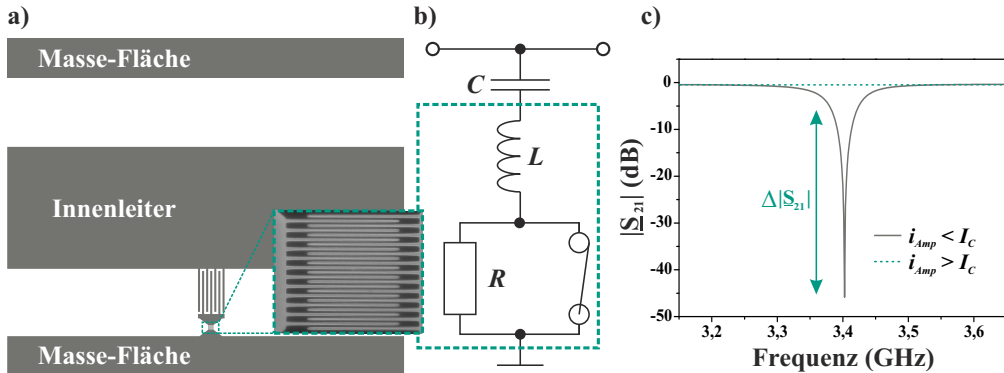 a)
Masse-Fläche
Innenleiter
Masse-Fläche
b)
C
L
R
c)
|S21| (dB)
0
-10
-20
-30
-40
-50
Δ|S21|
iAmp < IC
iAmp > IC
3,2 3,3 3,4 3,5 3,6
Frequenz (GHz)